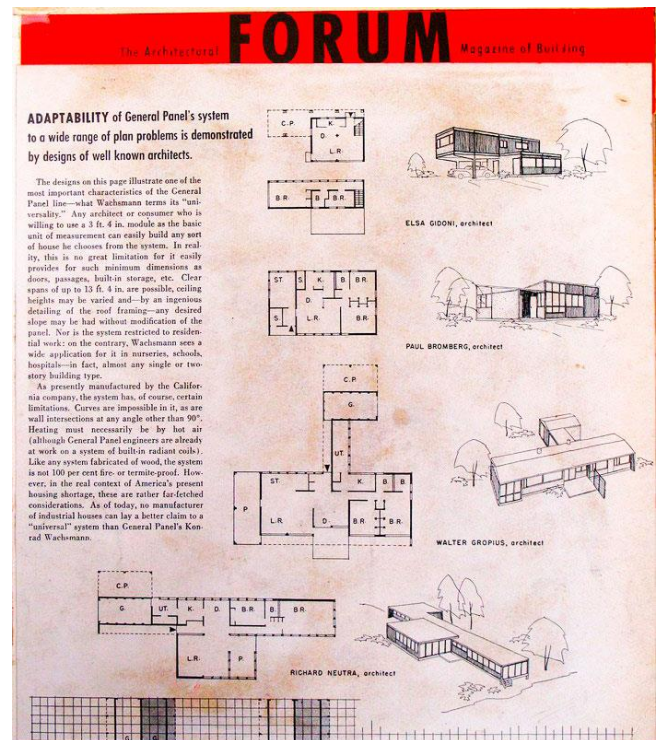 The Architectural FORUM Magazine of Building
ADAPTABILITY of General Panel's system
to a wide range of plan problems is demonstrated
by designs of well known architects.
The designs on this page illustrate one of the
most important characteristics of the General
Panel line—what Wachsmann terms its "uni-
versality." Any architect or consumer who is
willing to use a 3 ft. 4 in. module as the basic
unit of measurement can easily build any sort
of house he chooses from the system. In real-
ity, this is no great limitation for it easily
provides for such minimum dimensions as
doors, passages, built-in storage, etc. Clear
spans of up to 13 ft. 4 in. are possible, ceiling
heights may be varied and—by an ingenious
detailing of the roof framing—any desired
slope may be had without modification of the
panel. Nor is the system restricted to residen-
tial work: on the contrary, Wachsmann sees a
wide application for it in nurseries, schools,
hospitals—in fact, almost any single or two-
story building type.
As presently manufactured by the Califor-
nia company, the system has, of course, certain
limitations. Curves are impossible in it, as are
wall intersections at any angle other than 90°.
Heating must necessarily be by hot air
(although General Panel engineers are already
at work on a system of built-in radiant coils).
Like any system fabricated of wood, the system
is not 100 per cent fire- or termite-proof. How-
ever, in the real context of America's present
housing shortage, these are rather far-fetched
considerations. As of today, no manufacturer
of industrial houses can lay a better claim to a
"universal" system than General Panel's Kon-
rad Wachsmann.
C.P. K.
D.
L.R.
B.R. B. B.R.
ELSA GIDONI, architect
ST. S. K. B. B.R.
D.
S. L.R. B.R.
PAUL BROMBERG, architect
C.P.
G.
UT.
ST. K. B. B.
P. L.R. D. B.R. B.R.
WALTER GROPIUS, architect
C.P.
G. UT. K. D. B.R. B. B.R.
L.R. P.
RICHARD NEUTRA, architect